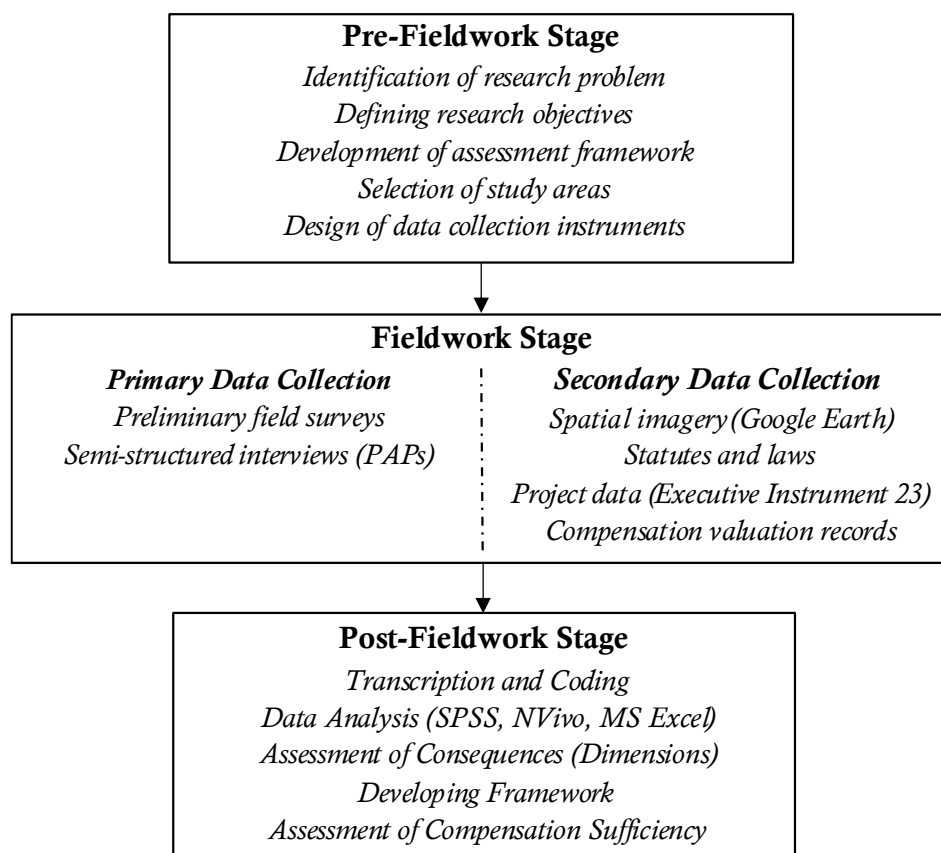 Pre-Fieldwork Stage
Identification of research problem
Defining research objectives
Development of assessment framework
Selection of study areas
Design of data collection instruments
Fieldwork Stage
Primary Data Collection
Preliminary field surveys
Semi-structured interviews (PAPs)
Secondary Data Collection
Spatial imagery (Google Earth)
Statutes and laws
Project data (Executive Instrument 23)
Compensation valuation records
Post-Fieldwork Stage
Transcription and Coding
Data Analysis (SPSS, NVivo, MS Excel)
Assessment of Consequences (Dimensions)
Developing Framework
Assessment of Compensation Sufficiency